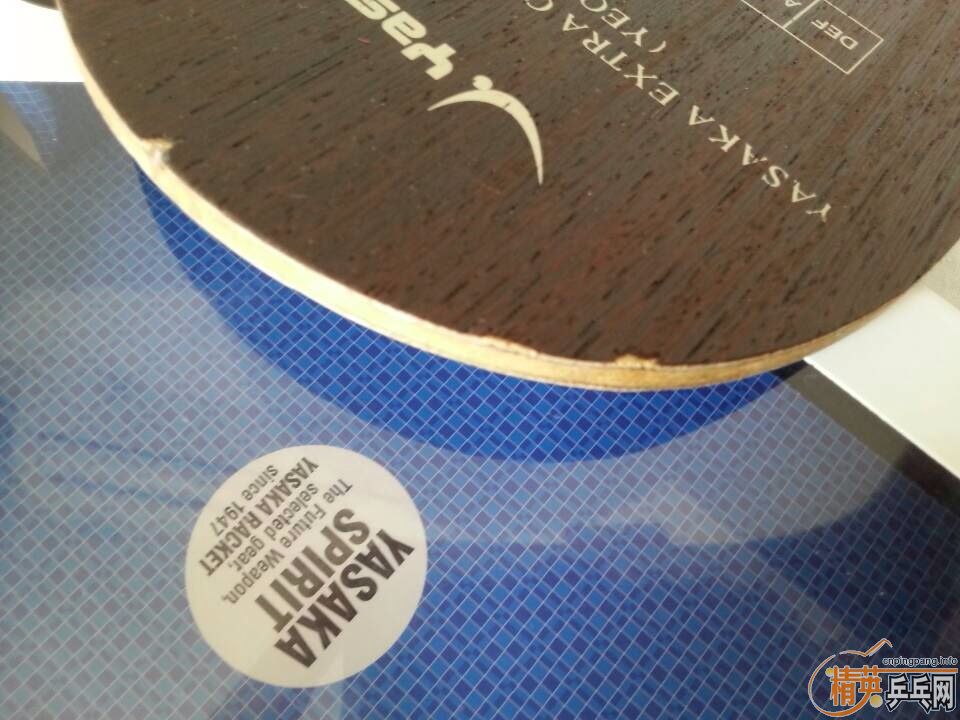 Yas
YASAKA EXTRA
(YEO
DEF
YASAKA
SPIRIT
The Future Weapon,
selected gear,
YASAKA RACKET
since 1947
cnpingpang.info
精英乒乓网